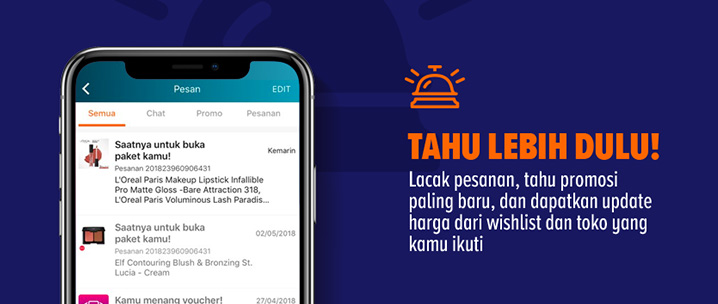 Pesan
EDIT
Semua
Chat
Promo
Pesanan
Saatnya untuk buka
paket kamu!
Kemarin
Pesanan 201823960906431
L'Oreal Paris Makeup Lipstick Infallible
Pro Matte Gloss -Bare Attraction 318,
L'Oreal Paris Voluminous Lash Paradis...
Saatnya untuk buka
paket kamu!
02/05/2018
Pesanan 201823960906431
Elf Contouring Blush & Bronzing St.
Lucia - Cream
Kamu menang voucher!
27/04/2018
TAHU LEBIH DULU!
Lacak pesanan, tahu promosi
paling baru, dan dapatkan update
harga dari wishlist dan toko yang
kamu ikuti